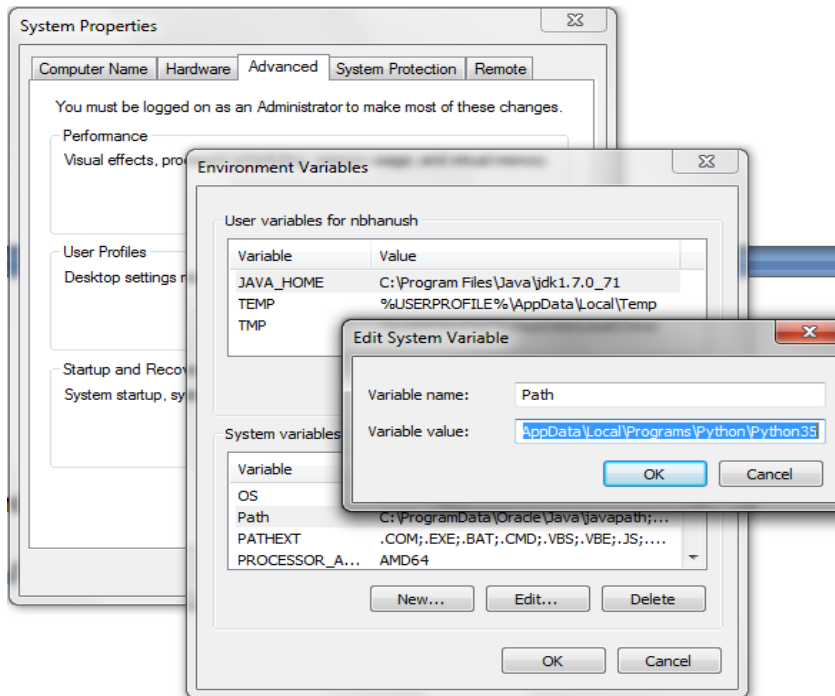 System Properties
Computer Name Hardware Advanced System Protection Remote
You must be logged on as an Administrator to make most of these changes.
Performance
Visual effects,
User Profiles
Desktop settings
Startup and Recov
System startup, sy
Environment Variables
User variables for nbhanush
Variable Value
JAVA_HOME C:\Program Files\Java\jdk1.7.0_71
TEMP %USERPROFILE%\AppData\Local\Temp
TMP
System variables
Variable
OS
Path C:\ProgramData\Oracle\Java\javapath;...
PATHEXT .COM;.EXE;.BAT;.CMD;.VBS;.VBE;.JS;....
PROCESSOR_A... AMD64
New... Edit... Delete
OK Cancel
Edit System Variable
Variable name: Path
Variable value: AppData\Local\Programs\Python\Python35
OK Cancel